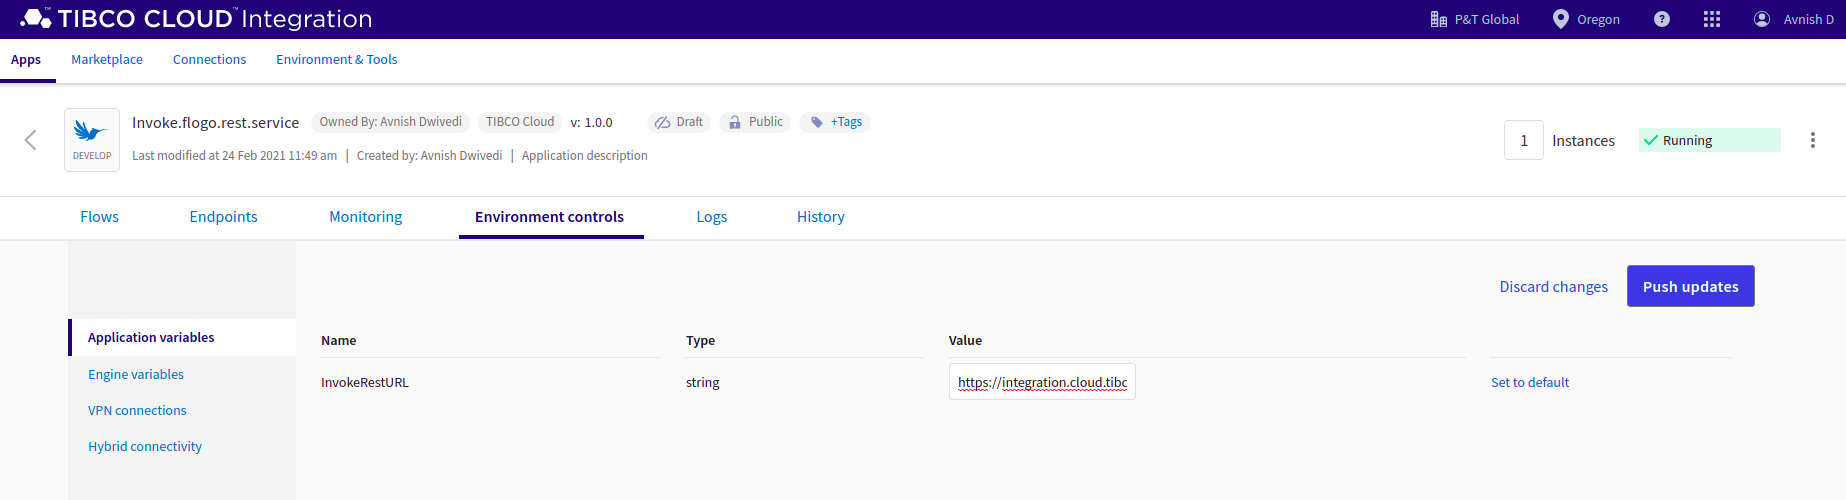 TIBCO CLOUD™ Integration
P&T Global
Oregon
?
Avnish D
Apps
Marketplace
Connections
Environment & Tools
DEVELOP
Invoke.flogo.rest.service
Owned By: Avnish Dwivedi
TIBCO Cloud
v: 1.0.0
Draft
Public
+Tags
Last modified at 24 Feb 2021 11:49 am | Created by: Avnish Dwivedi | Application description
1
Instances
Running
Flows
Endpoints
Monitoring
Environment controls
Logs
History
Discard changes
Push updates
Application variables
Engine variables
VPN connections
Hybrid connectivity
Name
Type
Value
InvokeRestURL
string
https://integration.cloud.tibc
Set to default